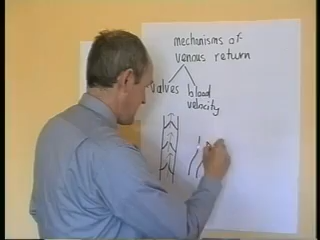 mechanisms of
venous return
valves blood
velocity